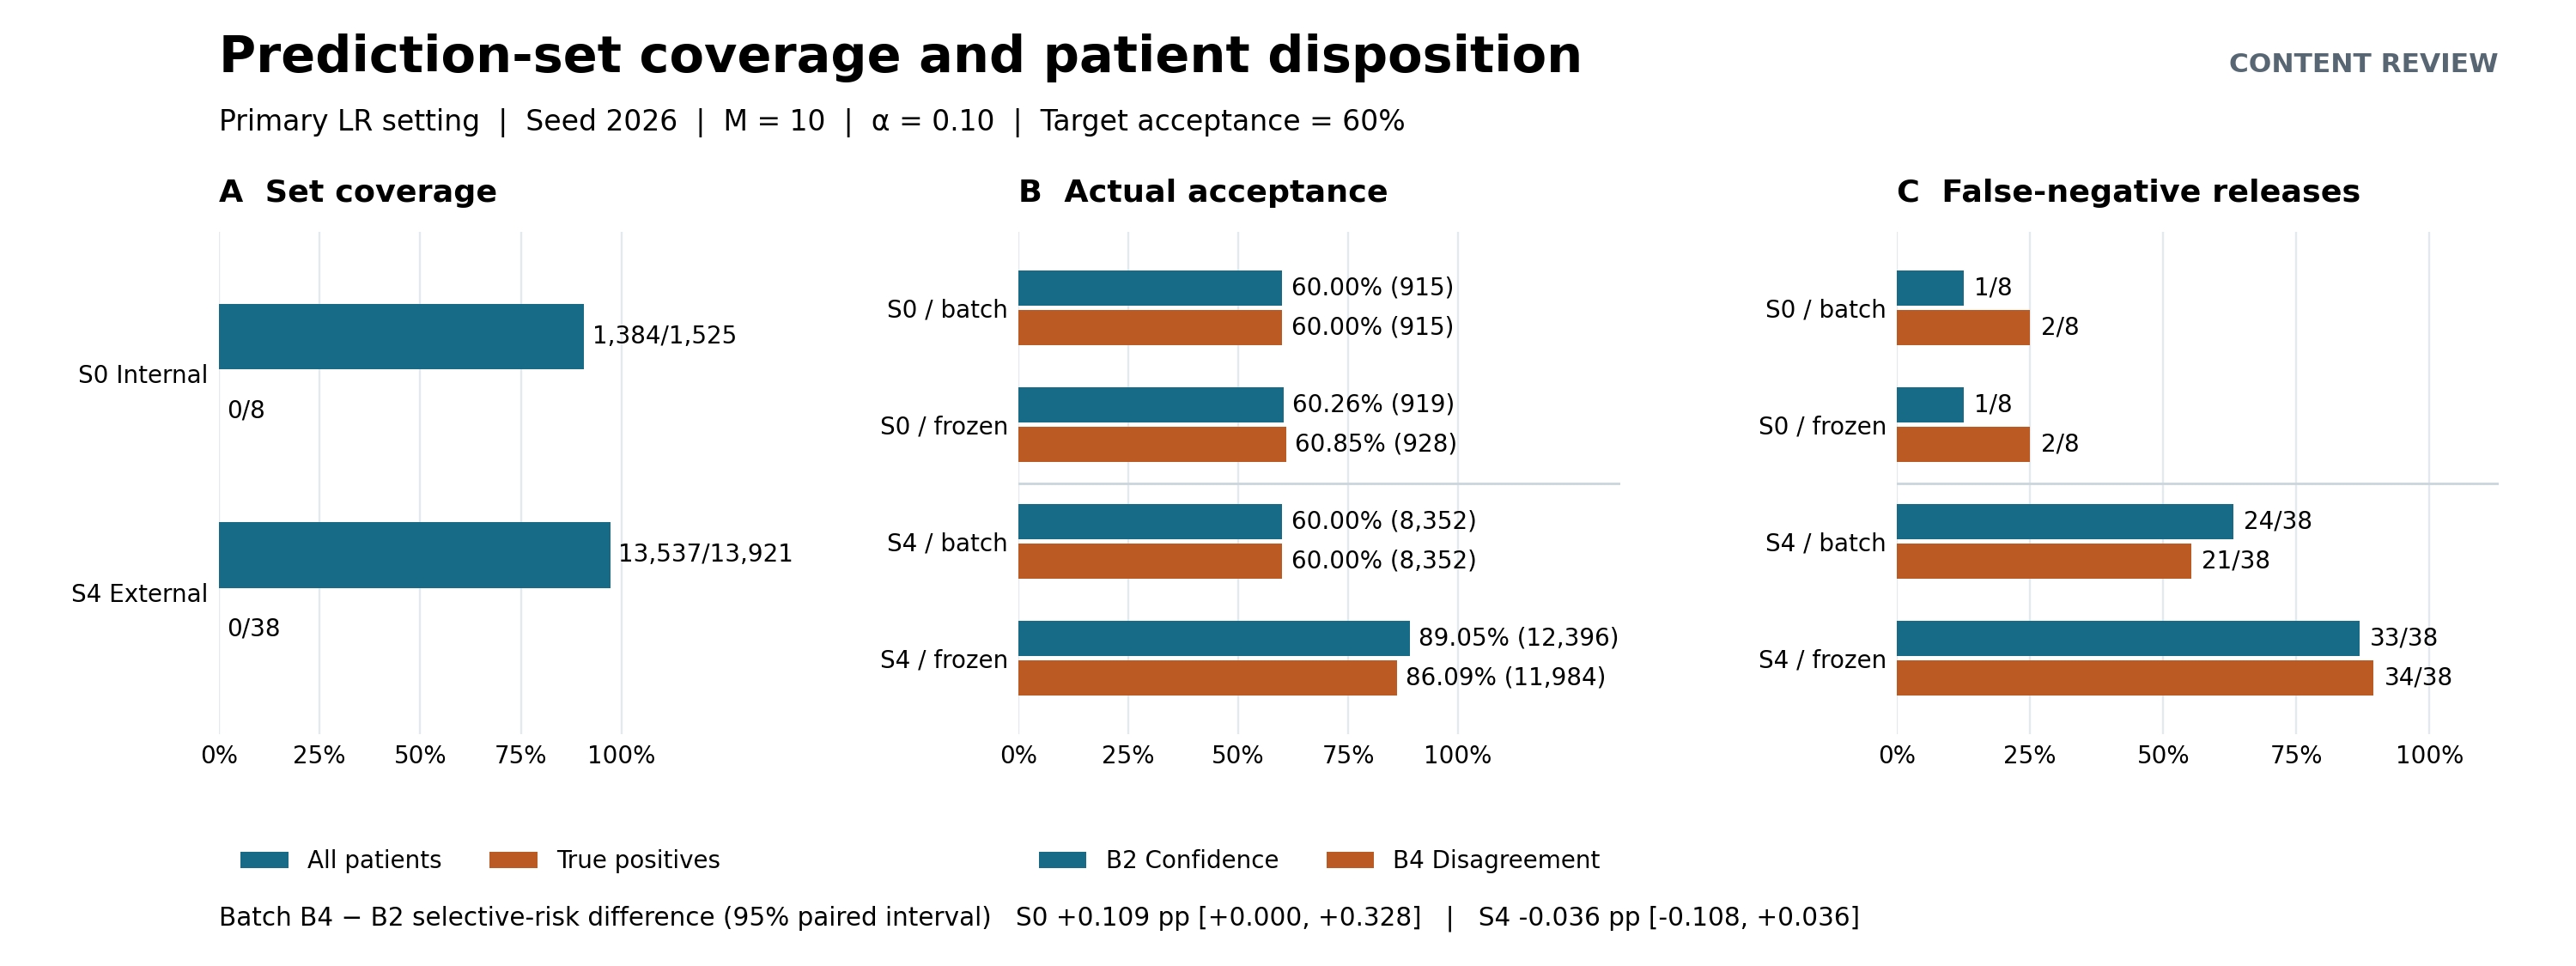 Prediction-set coverage and patient disposition
CONTENT REVIEW
Primary LR setting | Seed 2026 | M = 10 | α = 0.10 | Target acceptance = 60%
A Set coverage
S0 Internal
1,384/1,525
0/8
S4 External
13,537/13,921
0/38
0% 25% 50% 75% 100%
All patients
True positives
B Actual acceptance
S0 / batch
60.00% (915)
60.00% (915)
S0 / frozen
60.26% (919)
60.85% (928)
S4 / batch
60.00% (8,352)
60.00% (8,352)
S4 / frozen
89.05% (12,396)
86.09% (11,984)
0% 25% 50% 75% 100%
B2 Confidence
B4 Disagreement
C False-negative releases
S0 / batch
1/8
2/8
S0 / frozen
1/8
2/8
S4 / batch
24/38
21/38
S4 / frozen
33/38
34/38
0% 25% 50% 75% 100%
Batch B4 − B2 selective-risk difference (95% paired interval) S0 +0.109 pp [+0.000, +0.328] | S4 -0.036 pp [-0.108, +0.036]